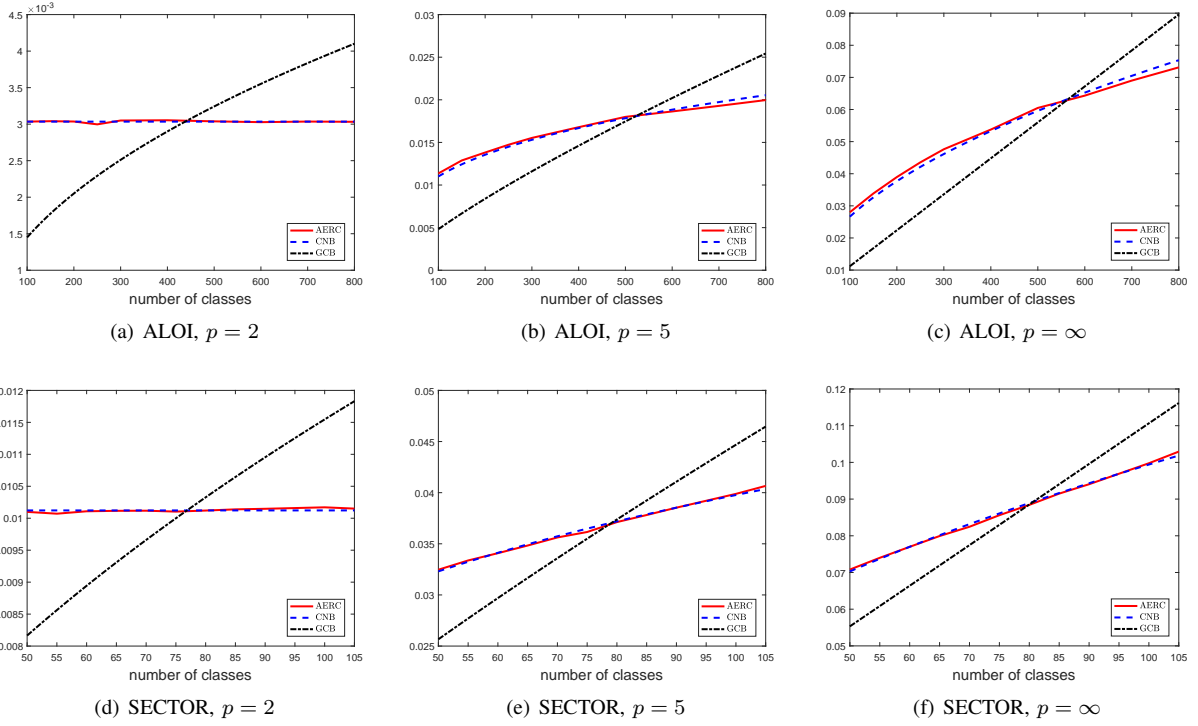 ×10⁻³
4.5
4
3.5
3
2.5
2
1.5
1
100 200 300 400 500 600 700 800
number of classes
AERC
CNB
GCB
(a) ALOI, p = 2
0.03
0.025
0.02
0.015
0.01
0.005
0
100 200 300 400 500 600 700 800
number of classes
AERC
CNB
GCB
(b) ALOI, p = 5
0.09
0.08
0.07
0.06
0.05
0.04
0.03
0.02
0.01
100 200 300 400 500 600 700 800
number of classes
AERC
CNB
GCB
(c) ALOI, p = ∞
0.012
0.0115
0.011
0.0105
0.01
0.0095
0.009
0.0085
0.008
50 55 60 65 70 75 80 85 90 95 100 105
number of classes
AERC
CNB
GCB
(d) SECTOR, p = 2
0.05
0.045
0.04
0.035
0.03
0.025
50 55 60 65 70 75 80 85 90 95 100 105
number of classes
AERC
CNB
GCB
(e) SECTOR, p = 5
0.12
0.11
0.1
0.09
0.08
0.07
0.06
0.05
50 55 60 65 70 75 80 85 90 95 100 105
number of classes
AERC
CNB
GCB
(f) SECTOR, p = ∞